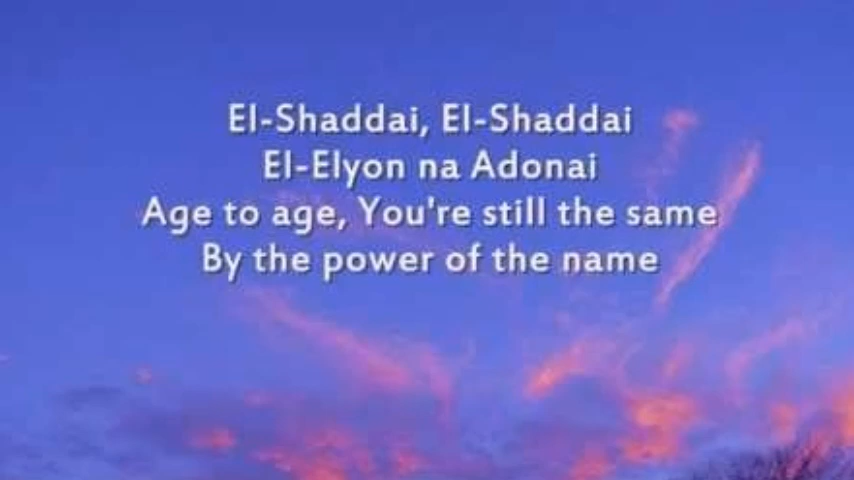 El-Shaddai, El-Shaddai
El-Elyon na Adonai
Age to age, You're still the same
By the power of the name